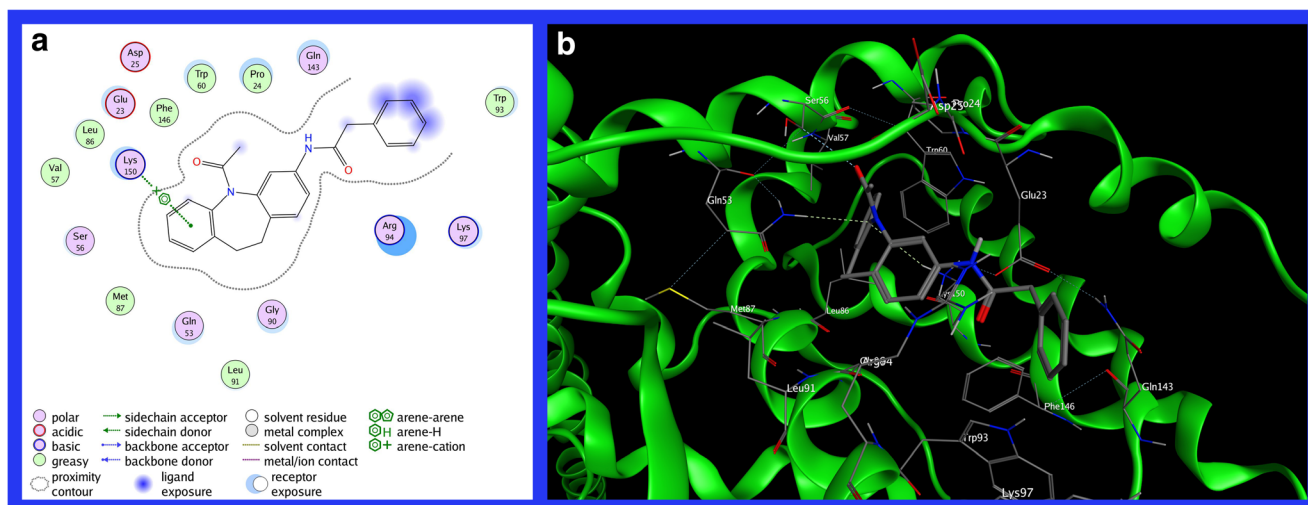 a
Asp
25
Trp
60
Pro
24
Gln
143
Glu
23
Phe
146
Trp
93
Leu
86
Lys
150
Val
57
O
N
H
N
O
Ser
56
Arg
94
Lys
97
Met
87
Gln
53
Gly
90
Leu
91
polar
acidic
basic
greasy
proximity
contour
sidechain acceptor
sidechain donor
backbone acceptor
backbone donor
ligand
exposure
solvent residue
metal complex
solvent contact
metal/ion contact
receptor
exposure
arene-arene
H arene-H
+ arene-cation
b
Ser56
Pro24
Val57
Trp60
Gln53
Glu23
Met87
Leu86
Leu91
Gln143
Phe146
Trp93
Lys97